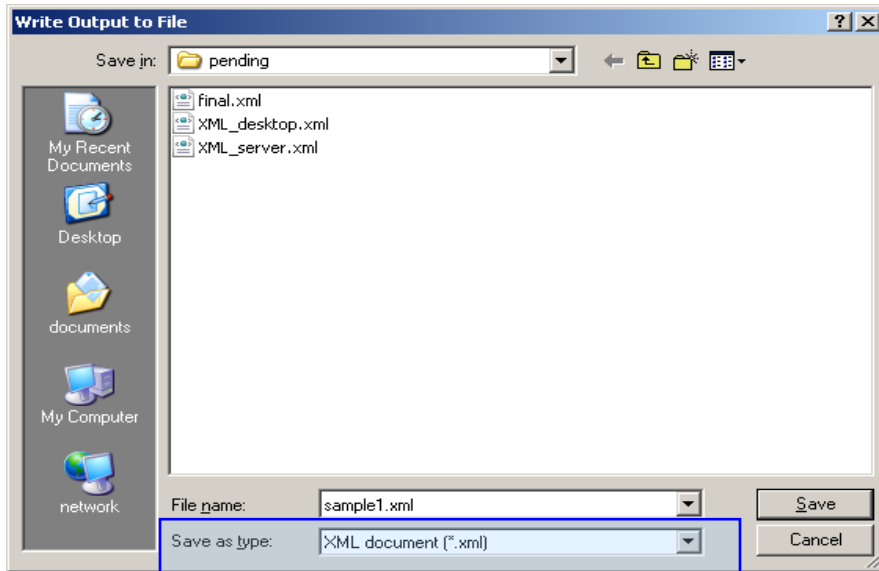 Write Output to File
Save in: pending
final.xml
XML_desktop.xml
XML_server.xml
My Recent
Documents
Desktop
documents
My Computer
network
File name: sample1.xml Save
Save as type: XML document (*.xml) Cancel